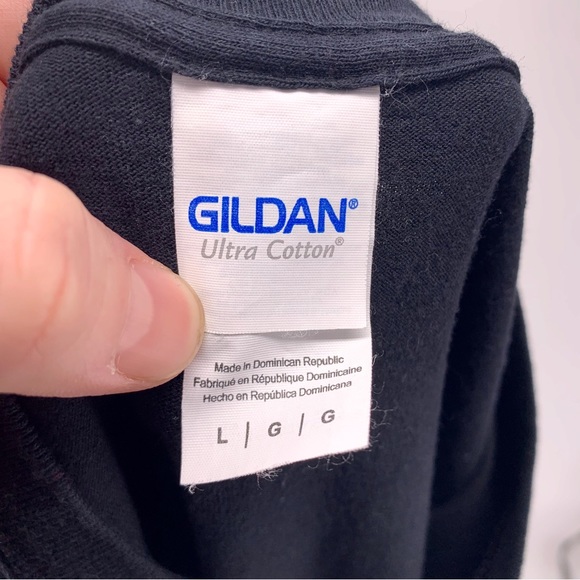 GILDAN®
Ultra Cotton®
Made in Dominican Republic
Fabriqué en République Dominicaine
Hecho en República Dominicana
L | G | G